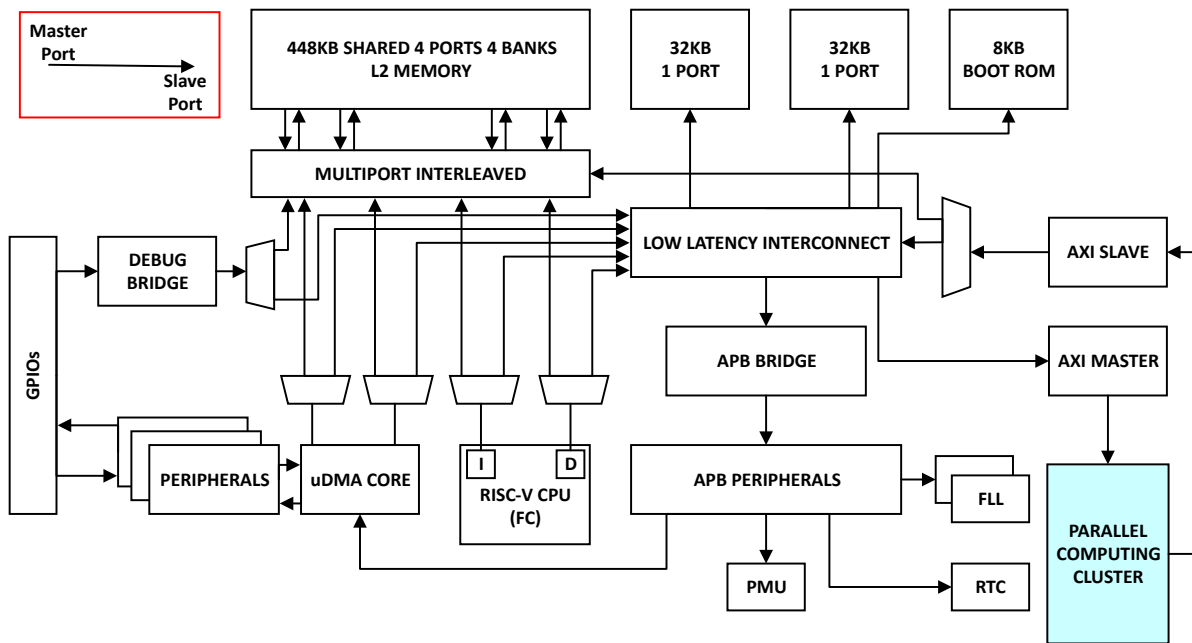 Master
Port
Slave
Port
448KB SHARED 4 PORTS 4 BANKS
L2 MEMORY
32KB
1 PORT
32KB
1 PORT
8KB
BOOT ROM
MULTIPORT INTERLEAVED
LOW LATENCY INTERCONNECT
GPIOs
DEBUG
BRIDGE
AXI SLAVE
APB BRIDGE
AXI MASTER
PERIPHERALS
uDMA CORE
I
D
RISC-V CPU
(FC)
APB PERIPHERALS
FLL
PARALLEL
COMPUTING
CLUSTER
PMU
RTC